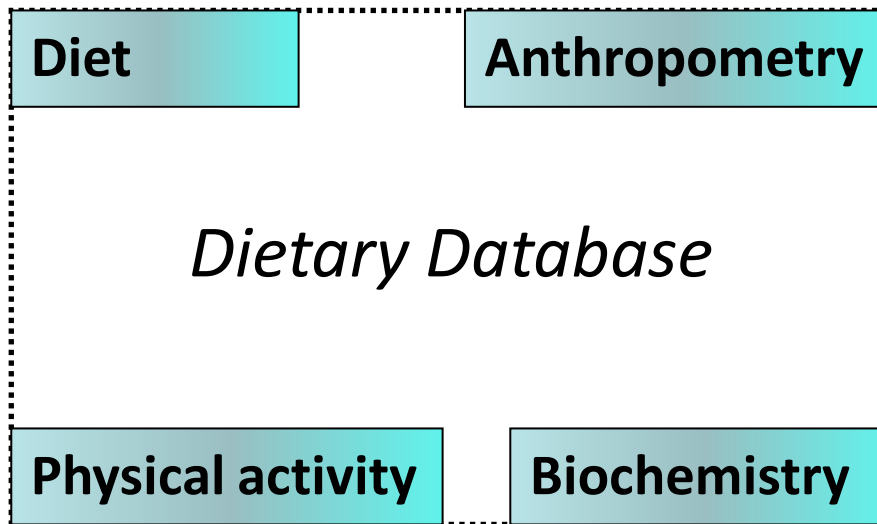 Diet
Anthropometry
Dietary Database
Physical activity
Biochemistry